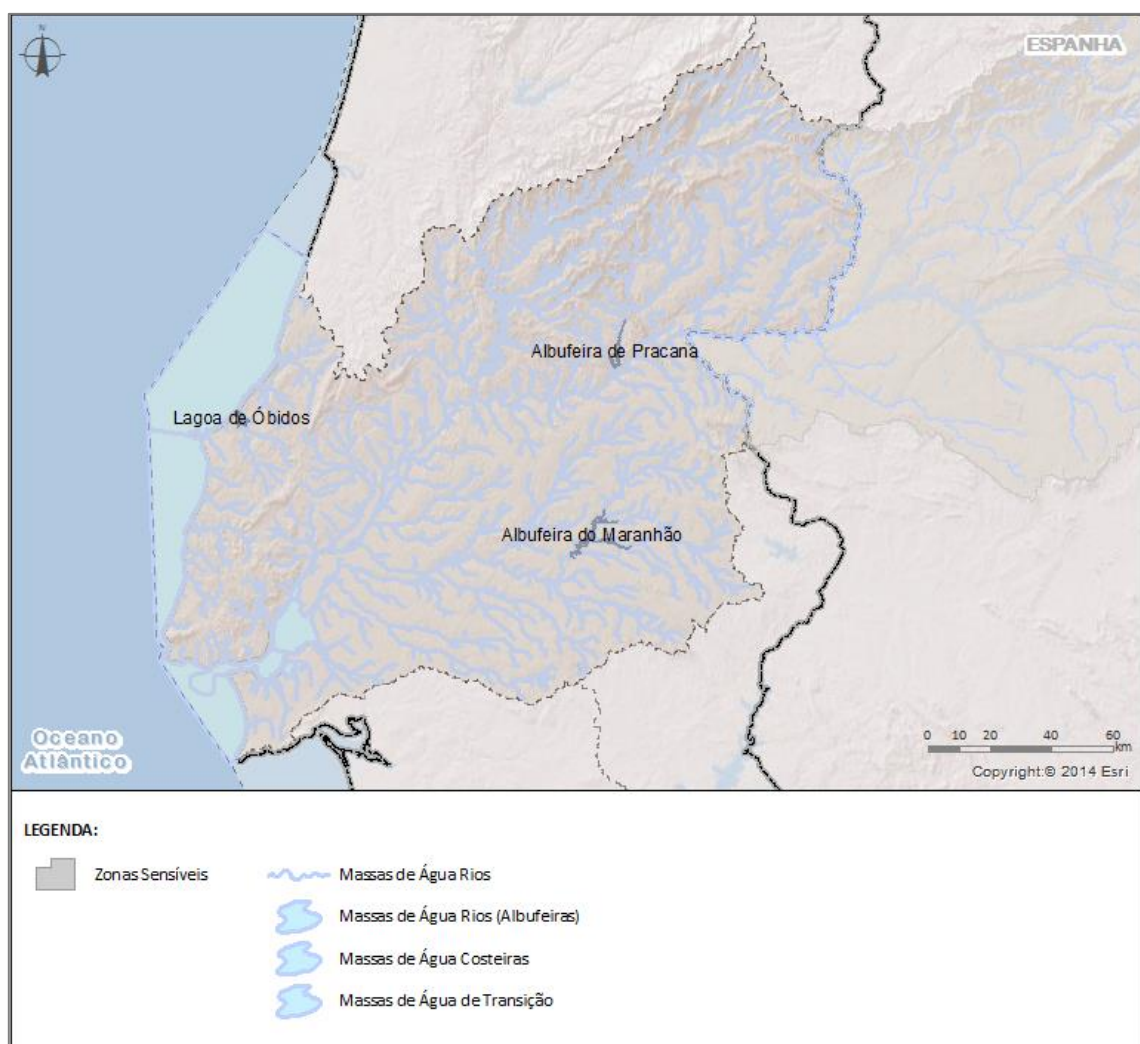 N
ESPANHA
Albufeira de Pracana
Lagoa de Óbidos
Albufeira do Maranhão
Oceano
Atlântico
0 10 20 40 60
km
Copyright:© 2014 Esri
LEGENDA:
Zonas Sensíveis
Massas de Água Rios
Massas de Água Rios (Albufeiras)
Massas de Água Costeiras
Massas de Água de Transição